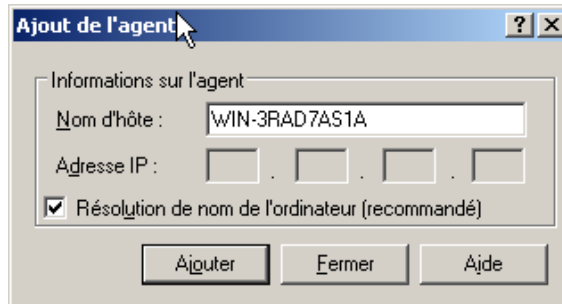 Ajout de l'agent
Informations sur l'agent
Nom d'hôte : WIN-3RAD7AS1A
Adresse IP : . . .
Résolution de nom de l'ordinateur (recommandé)
Ajouter Fermer Aide